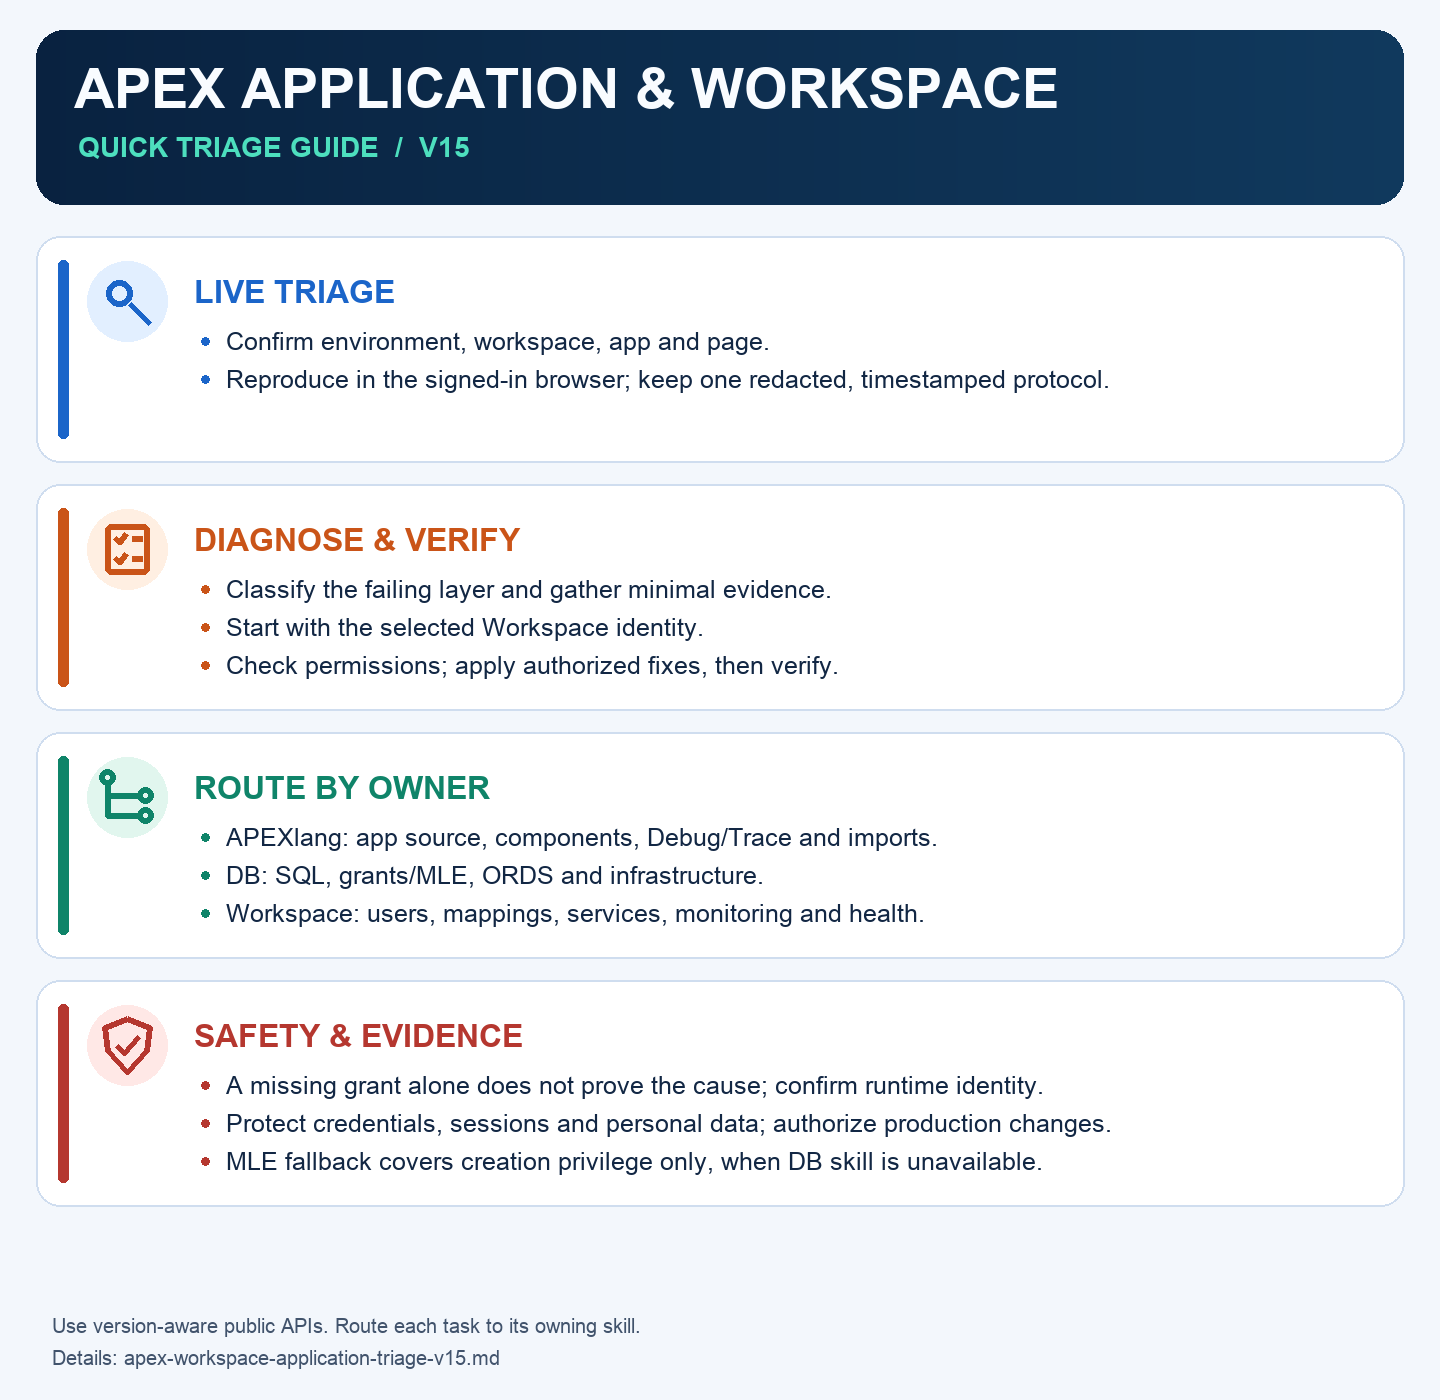 APEX APPLICATION & WORKSPACE
QUICK TRIAGE GUIDE / V15
LIVE TRIAGE
• Confirm environment, workspace, app and page.
• Reproduce in the signed-in browser; keep one redacted, timestamped protocol.
DIAGNOSE & VERIFY
• Classify the failing layer and gather minimal evidence.
• Start with the selected Workspace identity.
• Check permissions; apply authorized fixes, then verify.
ROUTE BY OWNER
• APEXlang: app source, components, Debug/Trace and imports.
• DB: SQL, grants/MLE, ORDS and infrastructure.
• Workspace: users, mappings, services, monitoring and health.
SAFETY & EVIDENCE
• A missing grant alone does not prove the cause; confirm runtime identity.
• Protect credentials, sessions and personal data; authorize production changes.
• MLE fallback covers creation privilege only, when DB skill is unavailable.
Use version-aware public APIs. Route each task to its owning skill.
Details: apex-workspace-application-triage-v15.md